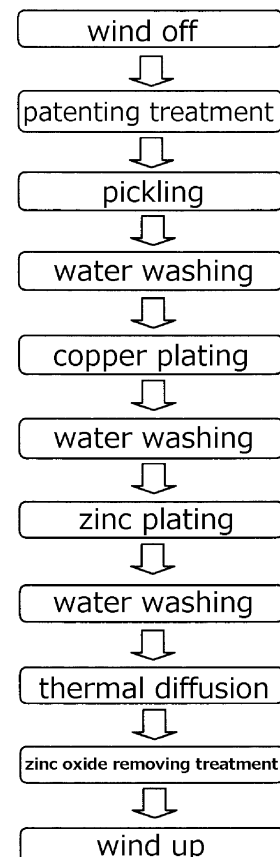 wind off
patenting treatment
pickling
water washing
copper plating
water washing
zinc plating
water washing
thermal diffusion
zinc oxide removing treatment
wind up